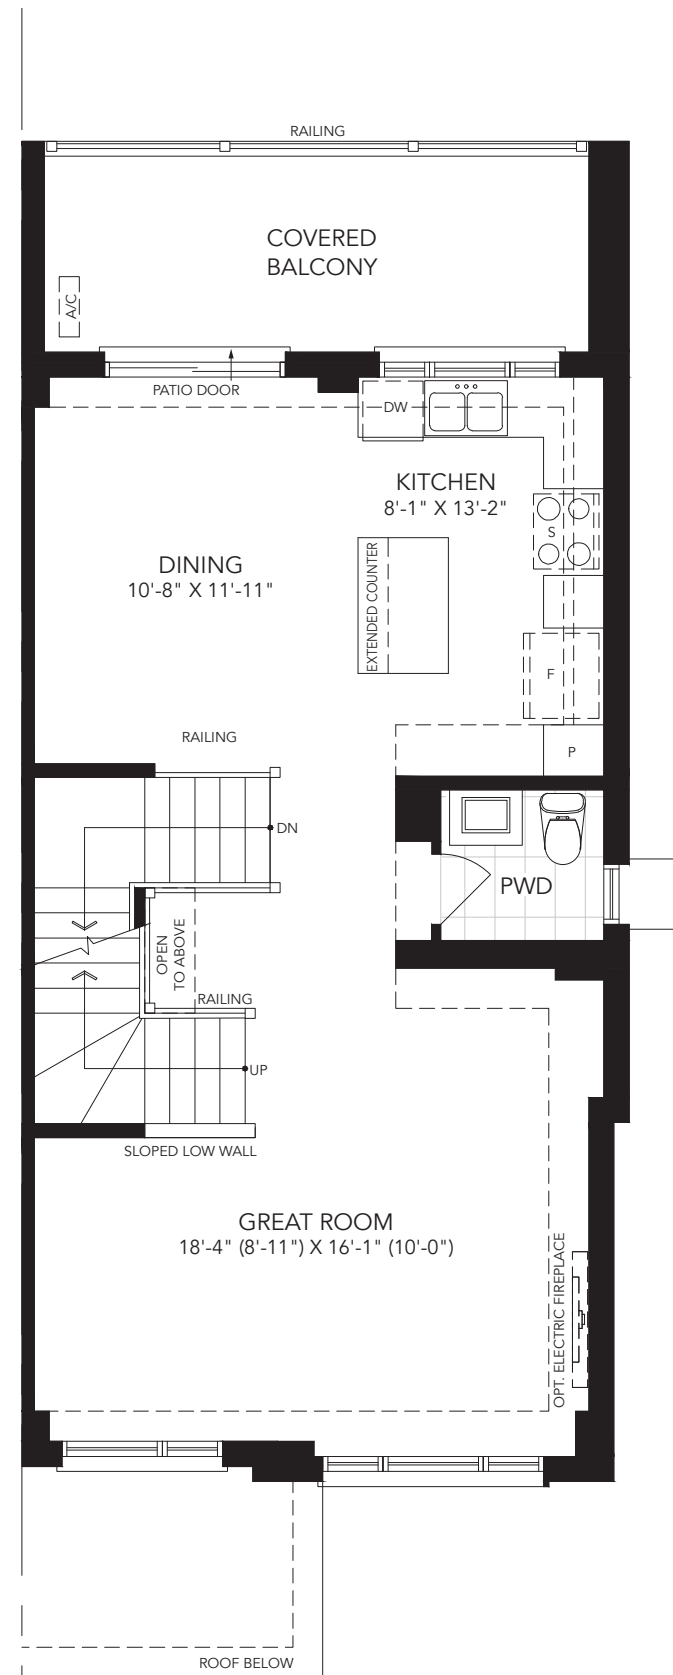 RAILING
COVERED
BALCONY
A/C
PATIO DOOR
DW
KITCHEN
8'-1" X 13'-2"
S
DINING
10'-8" X 11'-11"
EXTENDED COUNTER
F
RAILING
P
DN
PWD
OPEN
TO ABOVE
RAILING
UP
SLOPED LOW WALL
GREAT ROOM
18'-4" (8'-11") X 16'-1" (10'-0")
OPT. ELECTRIC FIREPLACE
ROOF BELOW